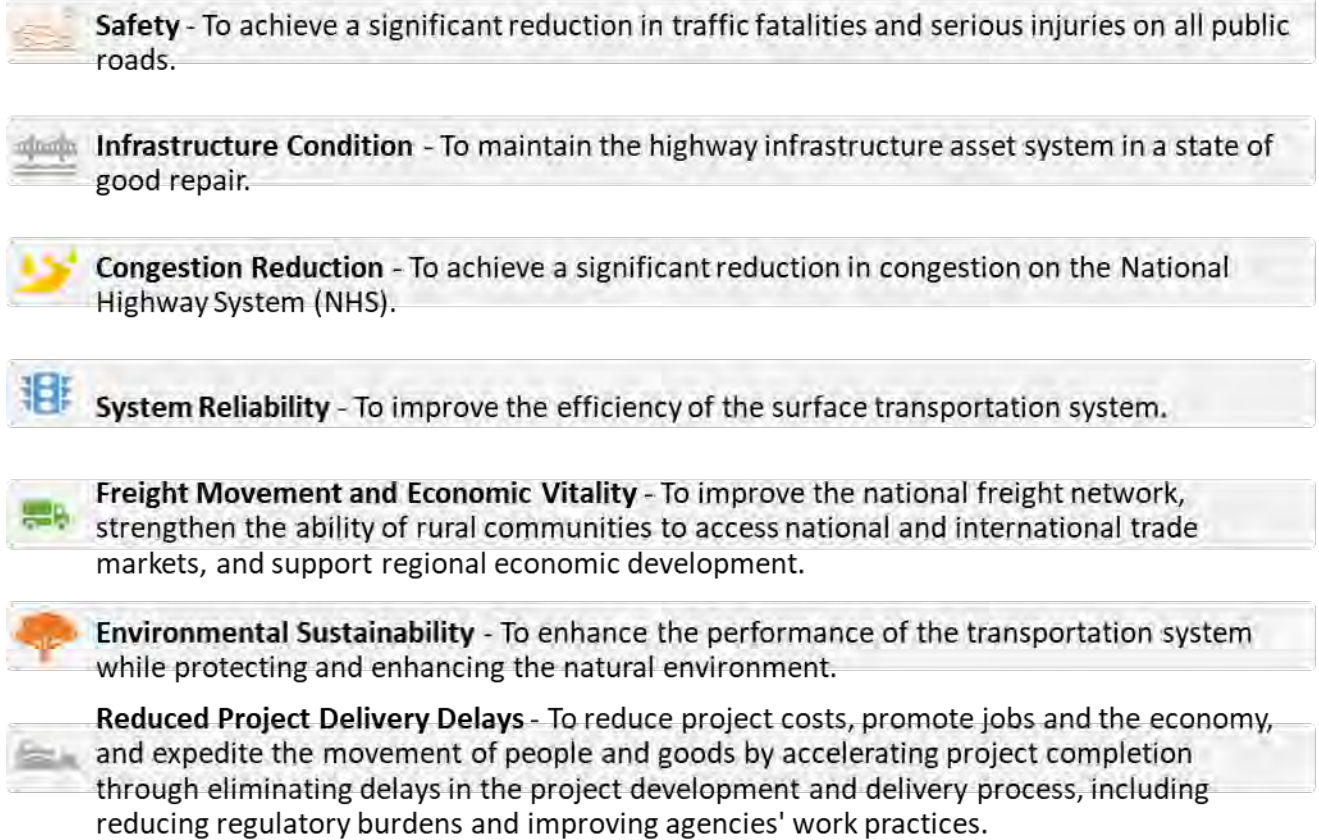 Safety - To achieve a significant reduction in traffic fatalities and serious injuries on all public
roads.
Infrastructure Condition - To maintain the highway infrastructure asset system in a state of
good repair.
Congestion Reduction - To achieve a significant reduction in congestion on the National
Highway System (NHS).
System Reliability - To improve the efficiency of the surface transportation system.
Freight Movement and Economic Vitality - To improve the national freight network,
strengthen the ability of rural communities to access national and international trade
markets, and support regional economic development.
Environmental Sustainability - To enhance the performance of the transportation system
while protecting and enhancing the natural environment.
Reduced Project Delivery Delays - To reduce project costs, promote jobs and the economy,
and expedite the movement of people and goods by accelerating project completion
through eliminating delays in the project development and delivery process, including
reducing regulatory burdens and improving agencies' work practices.